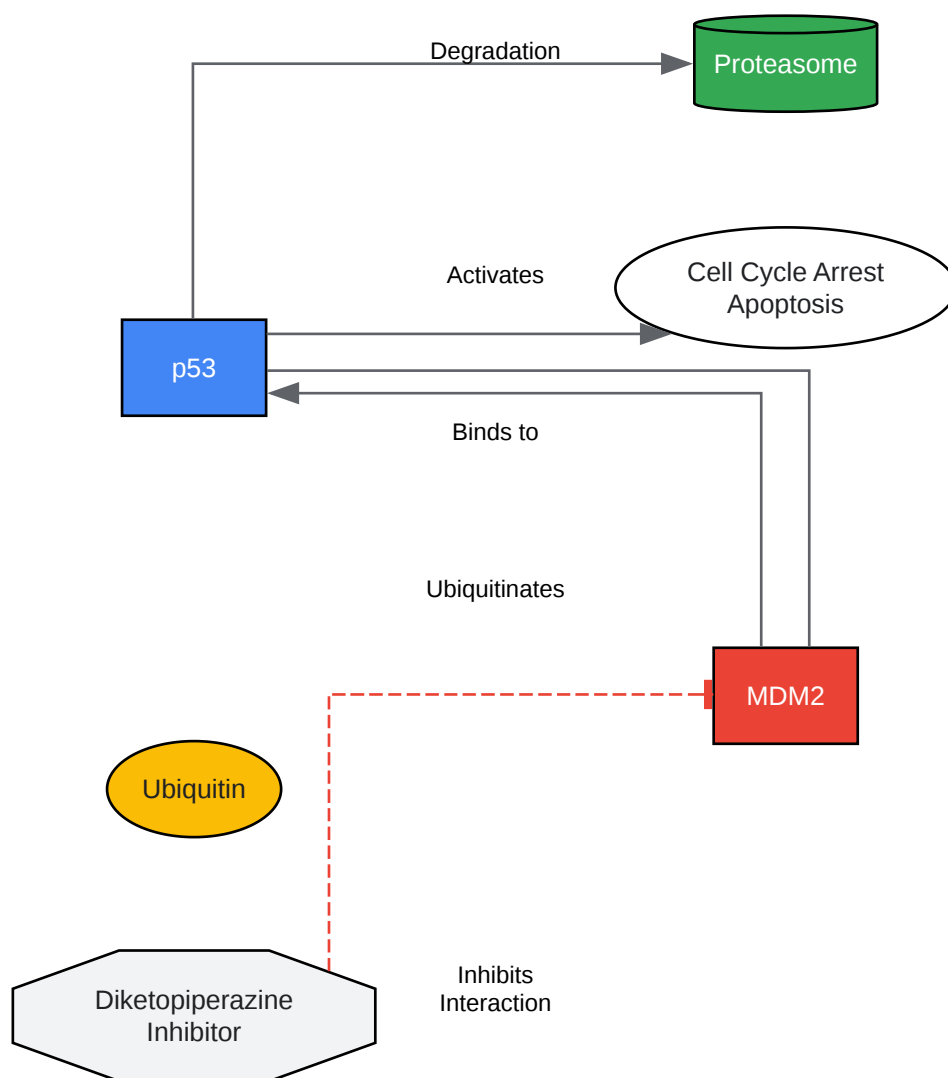 Degradation
Proteasome
Activates
Cell Cycle Arrest
Apoptosis
p53
Binds to
Ubiquitinates
MDM2
Ubiquitin
Inhibits
Interaction
Diketopiperazine
Inhibitor